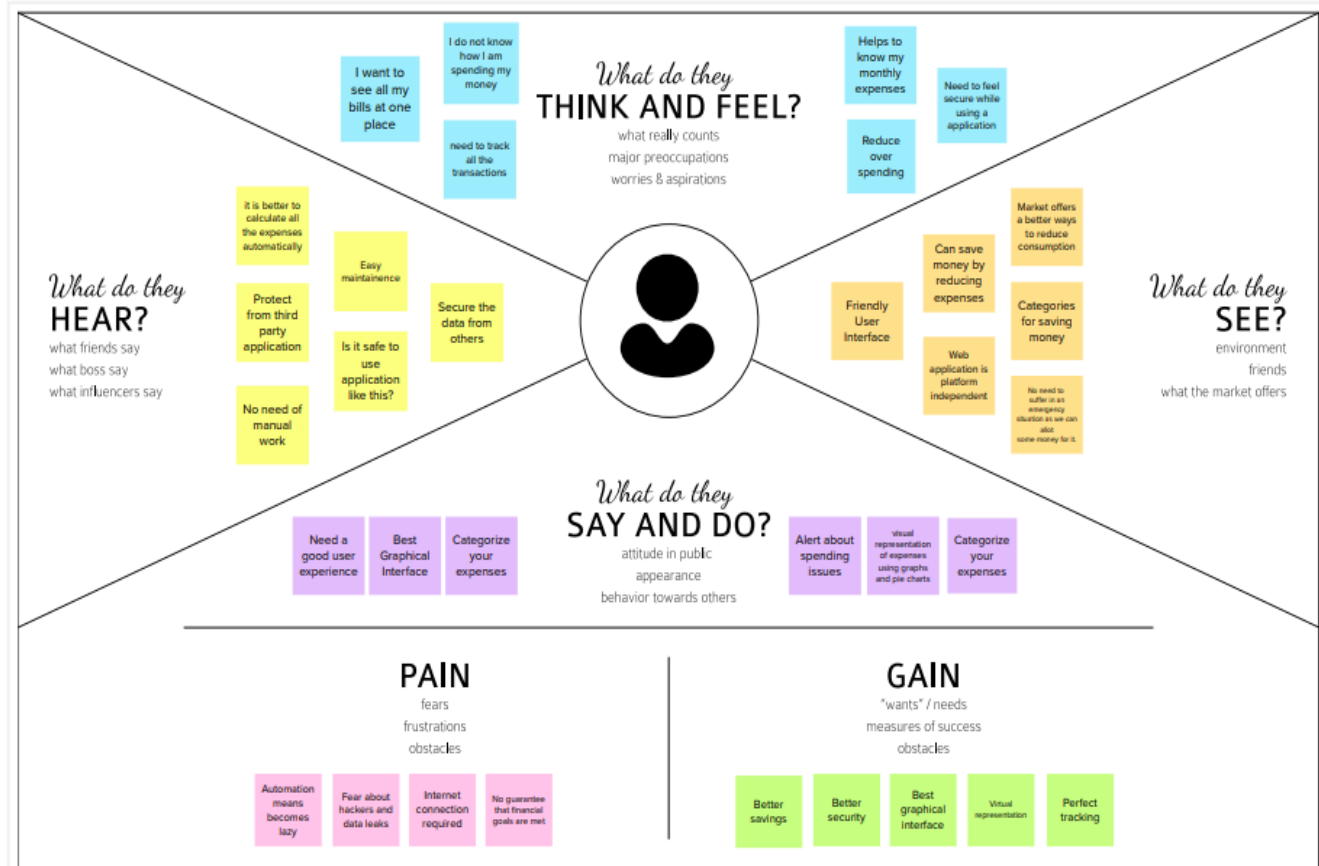 What do they
THINK AND FEEL?
what really counts
major preoccupations
worries & aspirations
I want to
see all my
bills at one
place
I do not know
how I am
spending my
money
need to track
all the
transactions
Helps to
know my
monthly
expenses
Need to feel
secure while
using a
application
Reduce
over
spending
What do they
HEAR?
what friends say
what boss say
what influencers say
it is better to
calculate all
the expenses
automatically
Easy
maintainence
Protect
from third
party
application
Secure the
data from
others
Is it safe to
use
application
like this?
No need of
manual
work
What do they
SEE?
environment
friends
what the market offers
Market offers
a better ways
to reduce
consumption
Can save
money by
reducing
expenses
Friendly
User
Interface
Categories
for saving
money
Web
application is
platform
independent
No need to
suffer in an
emergency
situation as we can
allot
some money for it.
What do they
SAY AND DO?
attitude in public
appearance
behavior towards others
Need a
good user
experience
Best
Graphical
Interface
Categorize
your
expenses
Alert about
spending
issues
visual
representation
of expenses
using graphs
and pie charts
Categorize
your
expenses
PAIN
fears
frustrations
obstacles
Automation
means
becomes
lazy
Fear about
hackers and
data leaks
Internet
connection
required
No guarantee
that financial
goals are met
GAIN
"wants" / needs
measures of success
obstacles
Better
savings
Better
security
Best
graphical
interface
Virtual
representation
Perfect
tracking